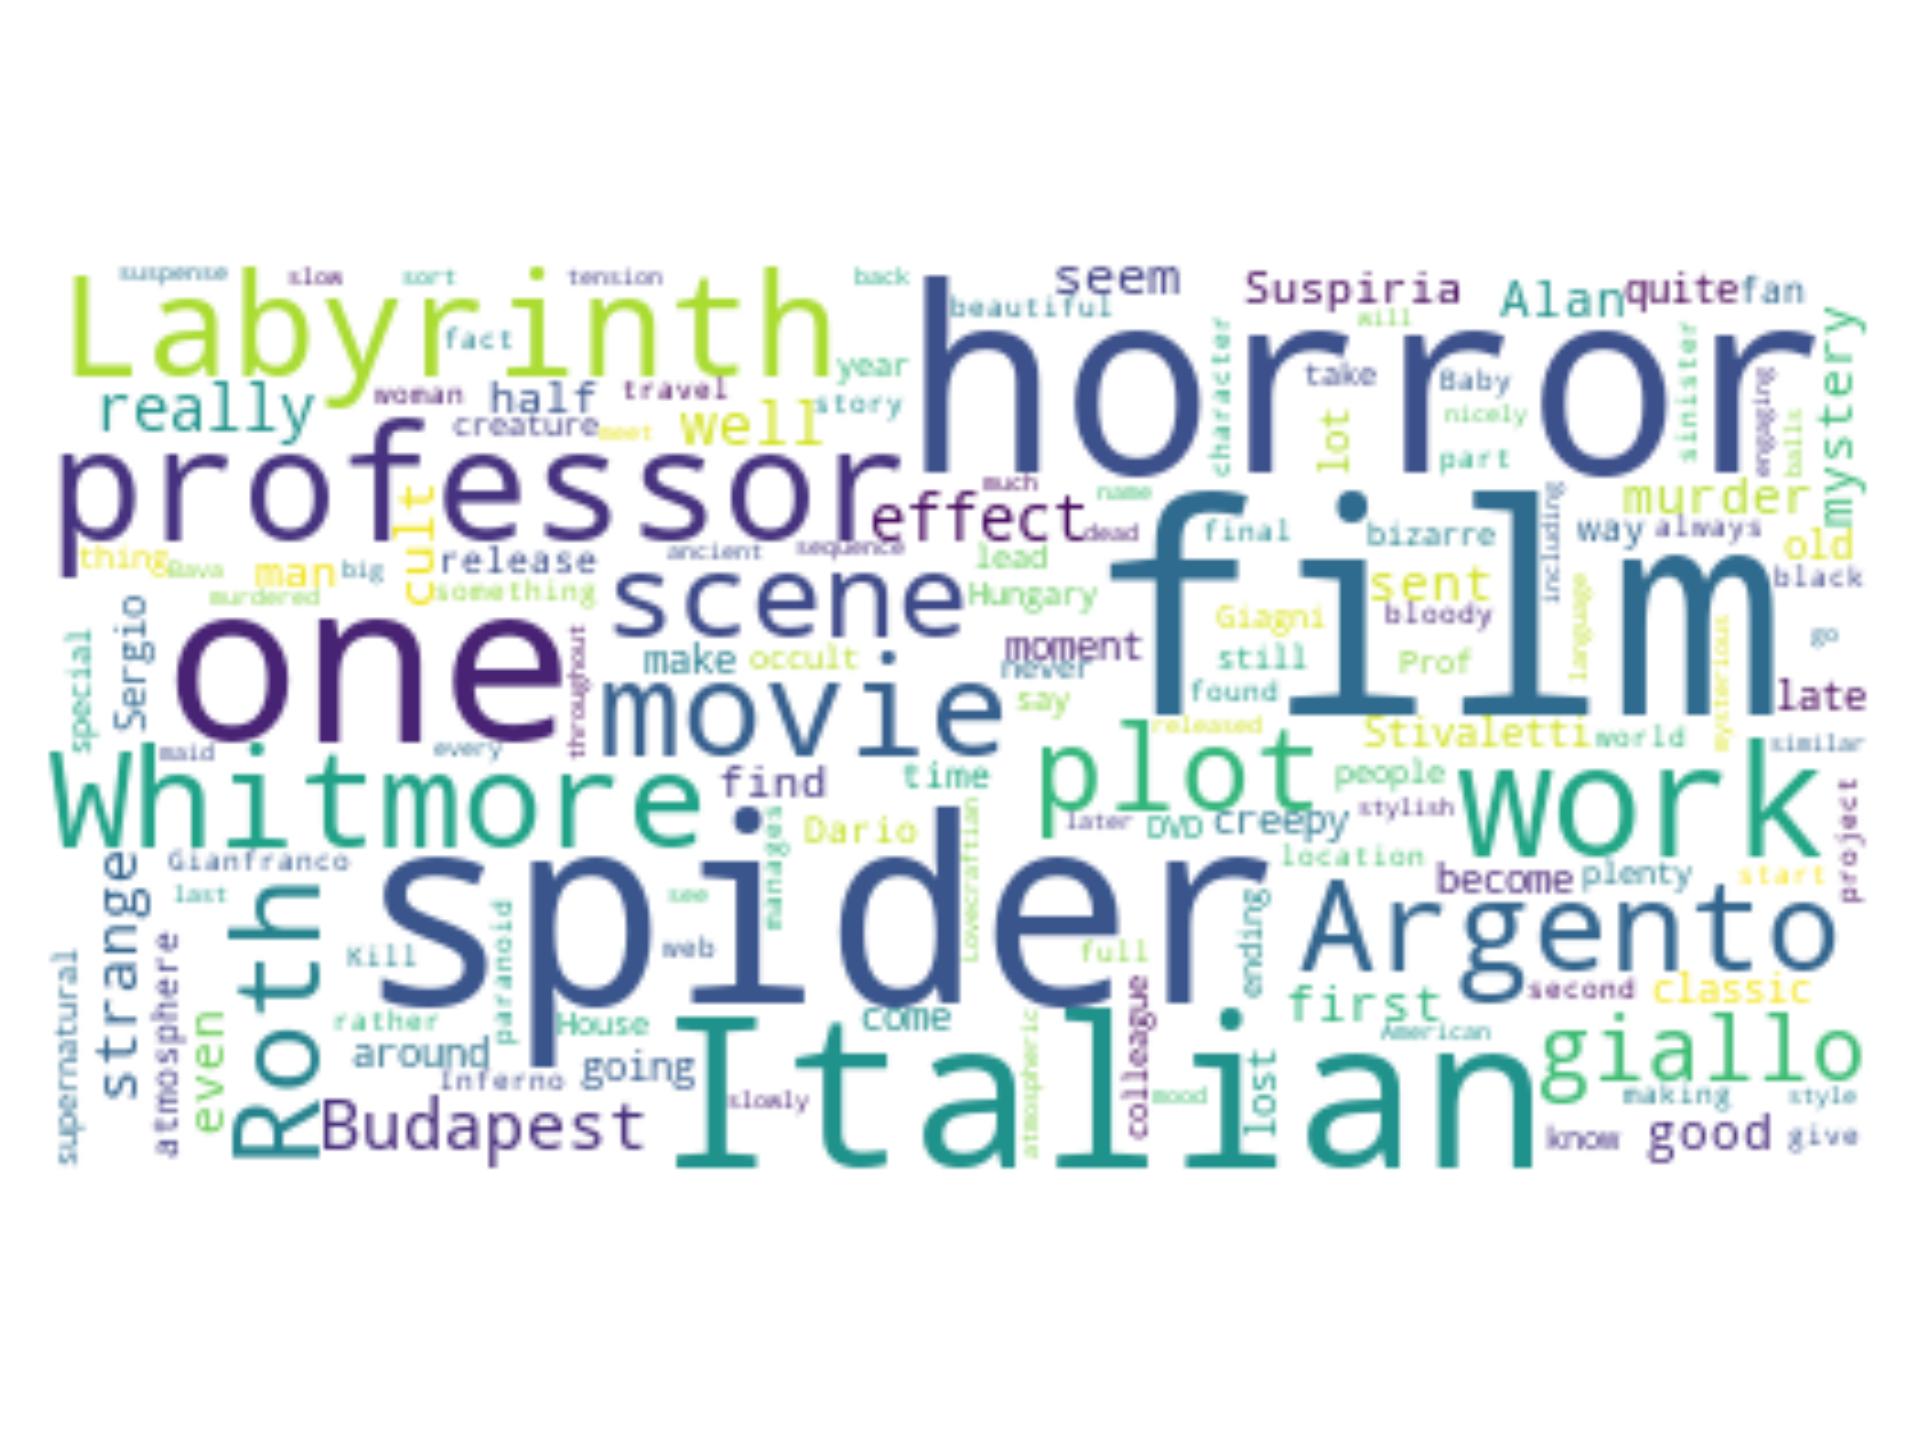 suspense slow sort tension back seem Suspiria Alan quite fan
Labyrinth beautiful will
fact horror character sinister mystery
year take Baby engaging
woman half travel
really story nicely balls
creature meet well lot part
professor much name murder
cult effect dead final bizarre including way always
thing Bava man big release ancient sequence lead old
murdered something scene Hungary film sent black
Sergio Giagni bloody language
special one throughout make occult moment still Prof mysterious go
never
movie say found late
maid every released Stivaletti world similar
Whitmore find time plot people work
manages Dario later DVD creepy stylish project
strange Gianfranco Lovecraftian location
last Roth spider see become plenty start
supernatural atmosphere Kill paranoid web full ending Argento
even rather House come colleague first second classic
around Inferno going Italian atmospheric American giallo
Budapest slowly mood lost making style
know good give